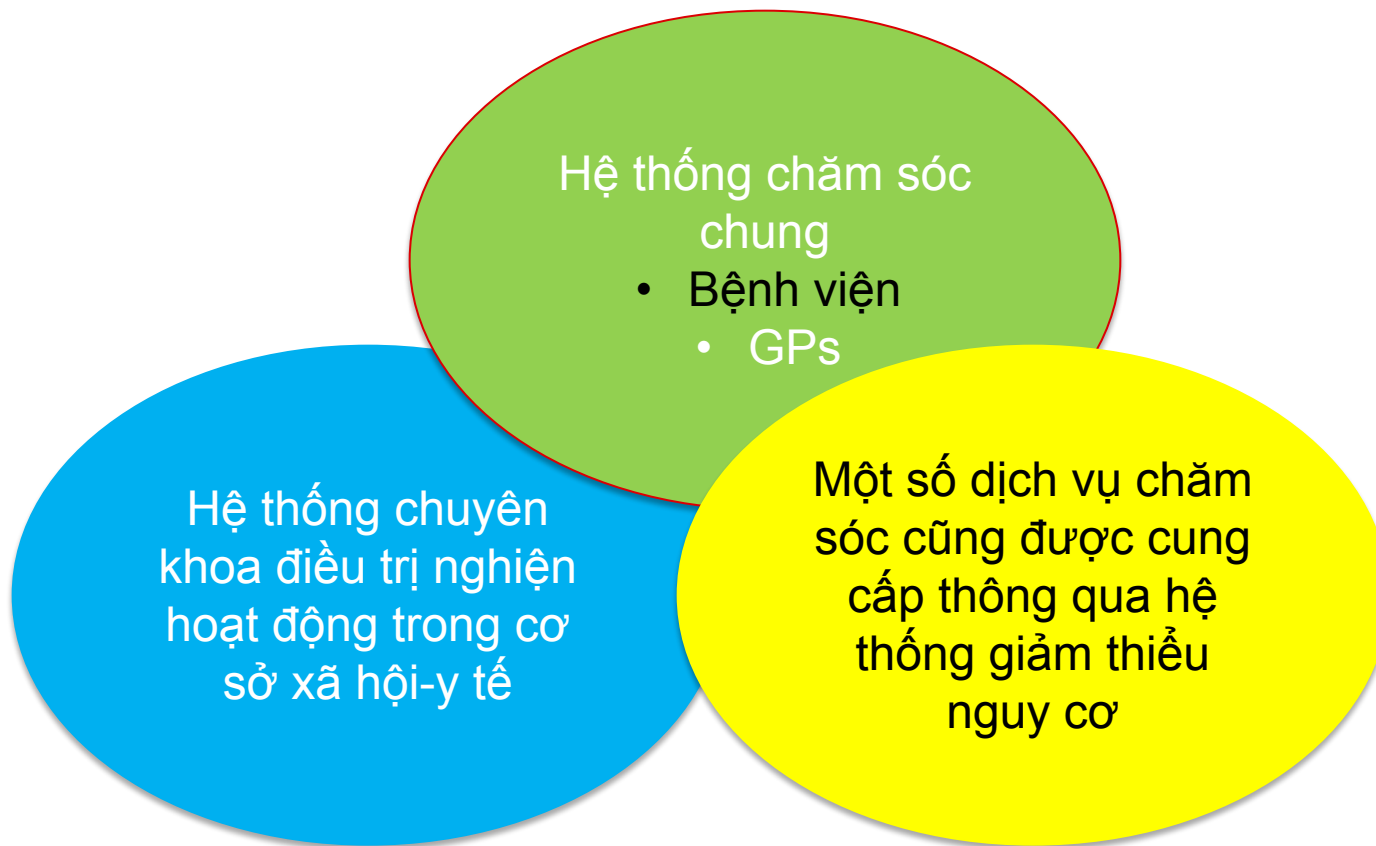 Hệ thống chăm sóc
chung
• Bệnh viện
• GPs
Hệ thống chuyên
khoa điều trị nghiện
hoạt động trong cơ
sở xã hội-y tế
Một số dịch vụ chăm
sóc cũng được cung
cấp thông qua hệ
thống giảm thiểu
nguy cơ